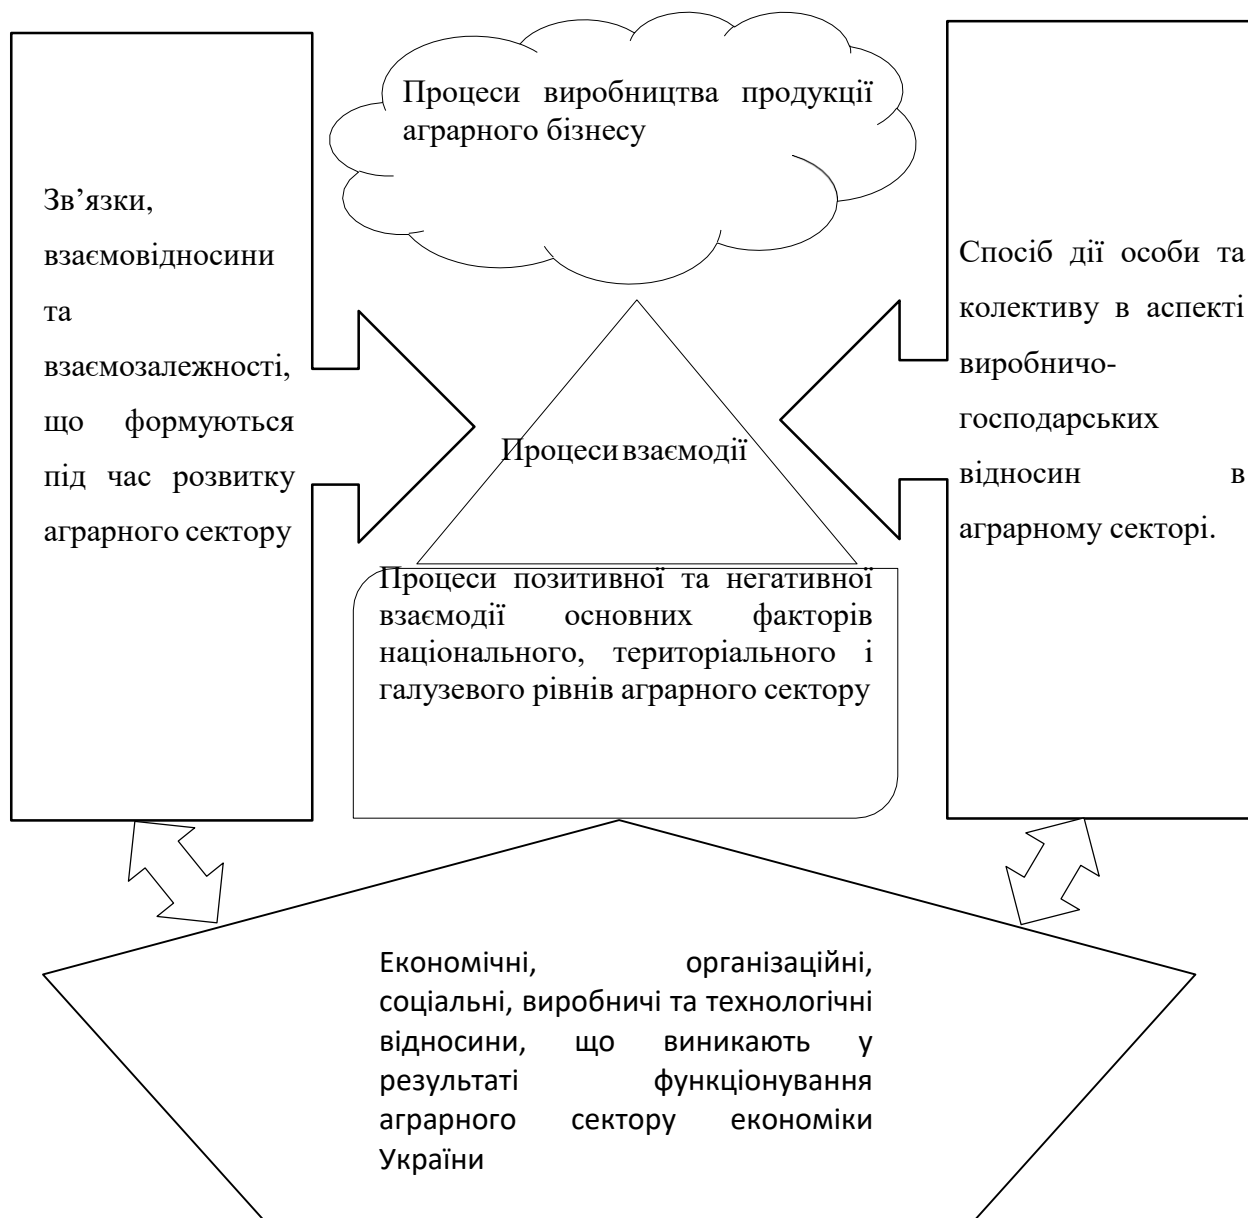 Процеси виробництва продукції
аграрного бізнесу
Зв’язки,
взаємовідносини
та
взаємозалежності,
що формуються
під час розвитку
аграрного сектору
Спосіб дії особи та
колективу в аспекті
виробничо-
господарських
відносин в
аграрному секторі.
Процеси взаємодії
Процеси позитивної та негативної
взаємодії основних факторів
національного, територіального і
галузевого рівнів аграрного сектору
Економічні, організаційні,
соціальні, виробничі та технологічні
відносини, що виникають у
результаті функціонування
аграрного сектору економіки
України